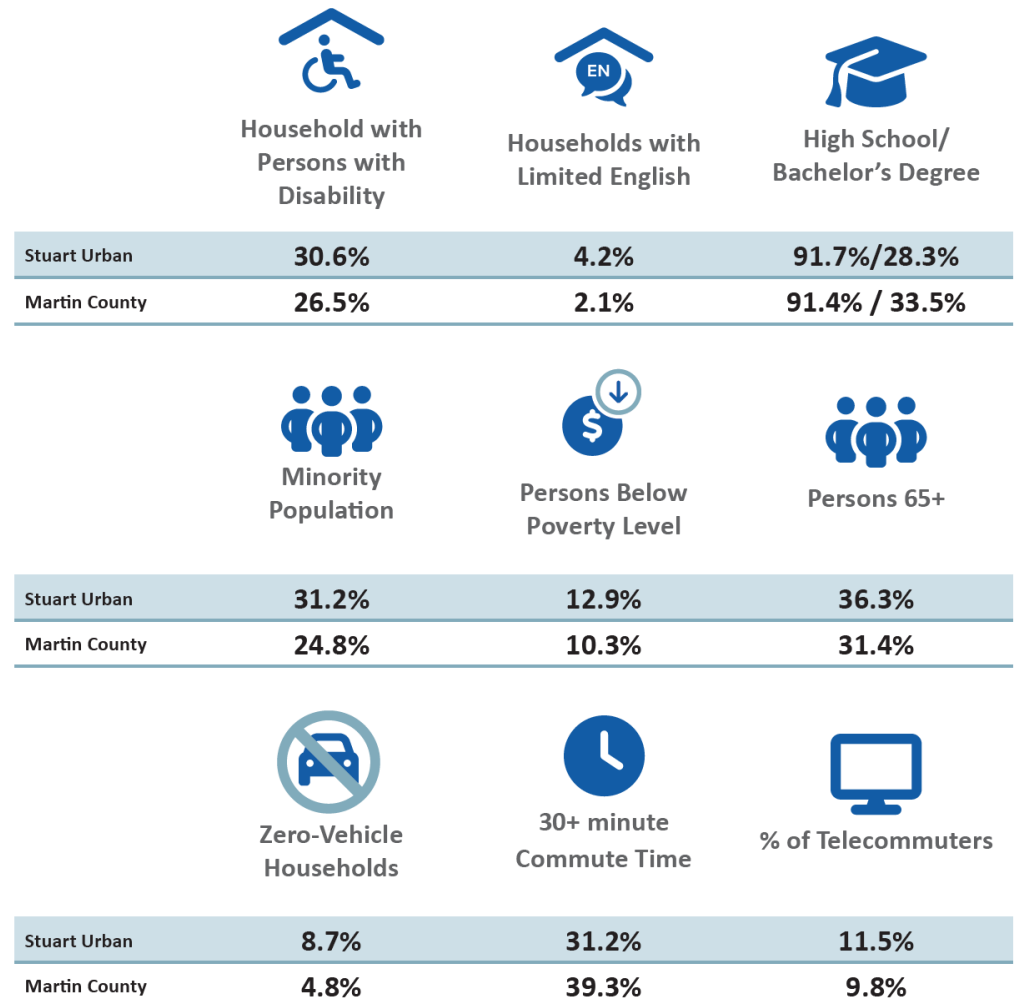 EN
Household with
Persons with
Disability
Households with
Limited English
High School/
Bachelor’s Degree
Stuart Urban 30.6% 4.2% 91.7%/28.3%
Martin County 26.5% 2.1% 91.4% / 33.5%
$
Minority
Population
Persons Below
Poverty Level
Persons 65+
Stuart Urban 31.2% 12.9% 36.3%
Martin County 24.8% 10.3% 31.4%
Zero-Vehicle
Households
30+ minute
Commute Time
% of Telecommuters
Stuart Urban 8.7% 31.2% 11.5%
Martin County 4.8% 39.3% 9.8%